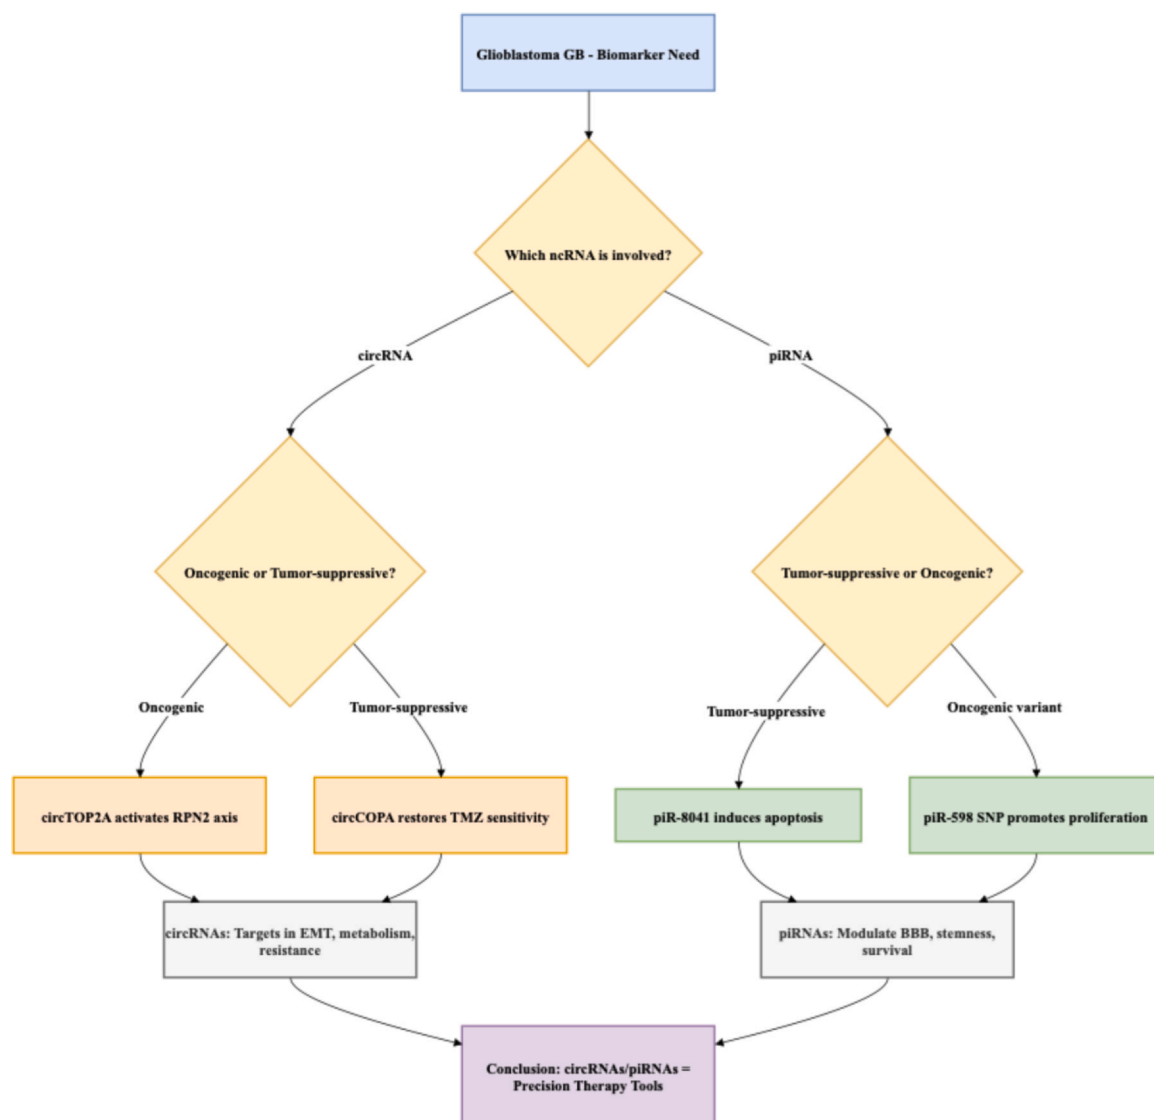 Glioblastoma GB - Biomarker Need
Which ncRNA is involved?
circRNA
piRNA
Oncogenic or Tumor-suppressive?
Tumor-suppressive or Oncogenic?
Oncogenic
Tumor-suppressive
Tumor-suppressive
Oncogenic variant
circTOP2A activates RPN2 axis
circCOPA restores TMZ sensitivity
piR-8041 induces apoptosis
piR-598 SNP promotes proliferation
circRNAs: Targets in EMT, metabolism,
resistance
piRNAs: Modulate BBB, stemness,
survival
Conclusion: circRNAs/piRNAs =
Precision Therapy Tools